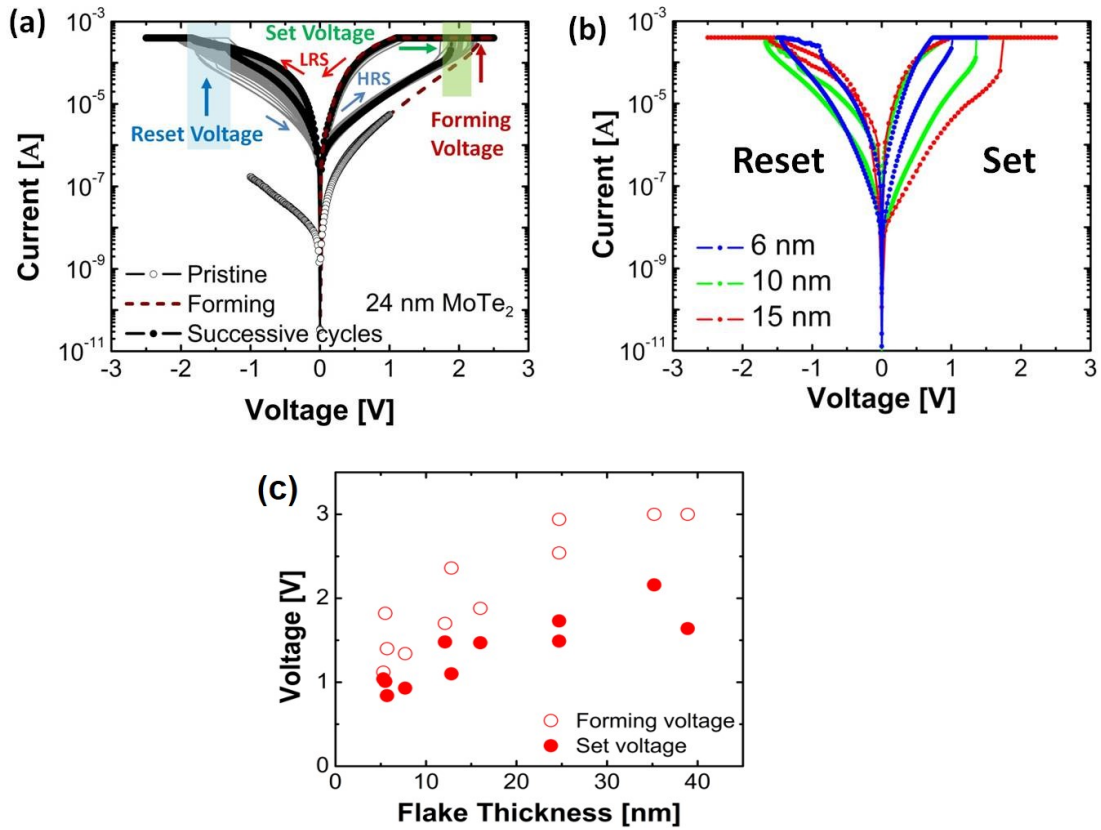 (a)
Set Voltage
LRS
HRS
Reset Voltage
Forming
Voltage
Pristine
Forming
Successive cycles
24 nm MoTe₂
Current [A]
10⁻³
10⁻⁵
10⁻⁷
10⁻⁹
10⁻¹¹
-3 -2 -1 0 1 2 3
Voltage [V]
(b)
Reset
Set
6 nm
10 nm
15 nm
Current [A]
10⁻³
10⁻⁵
10⁻⁷
10⁻⁹
10⁻¹¹
-3 -2 -1 0 1 2 3
Voltage [V]
(c)
Voltage [V]
3
2
1
0
Forming voltage
Set voltage
0 10 20 30 40
Flake Thickness [nm]